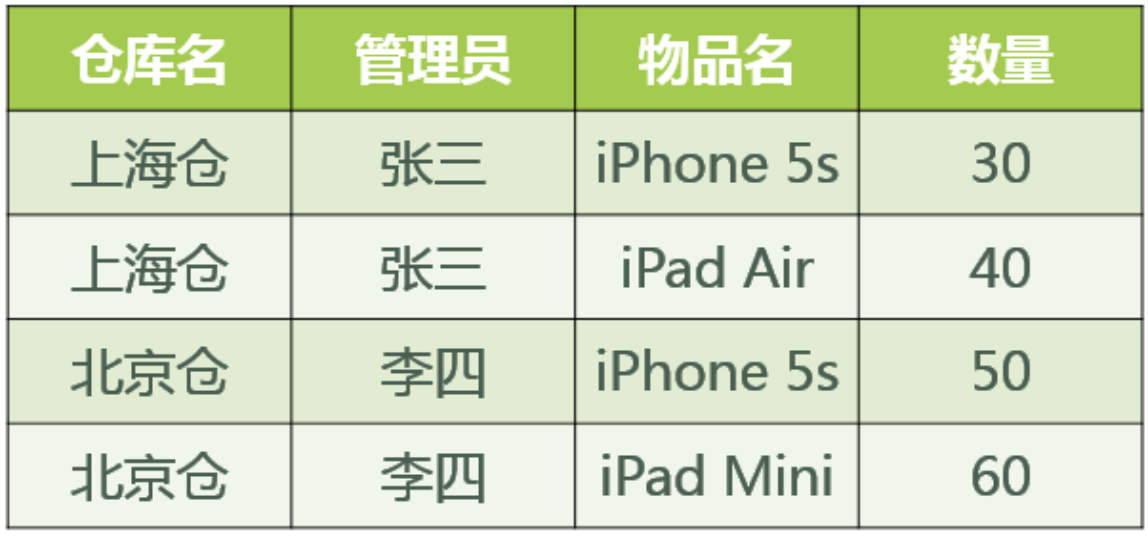 仓库名 管理员 物品名 数量
上海仓 张三 iPhone 5s 30
上海仓 张三 iPad Air 40
北京仓 李四 iPhone 5s 50
北京仓 李四 iPad Mini 60